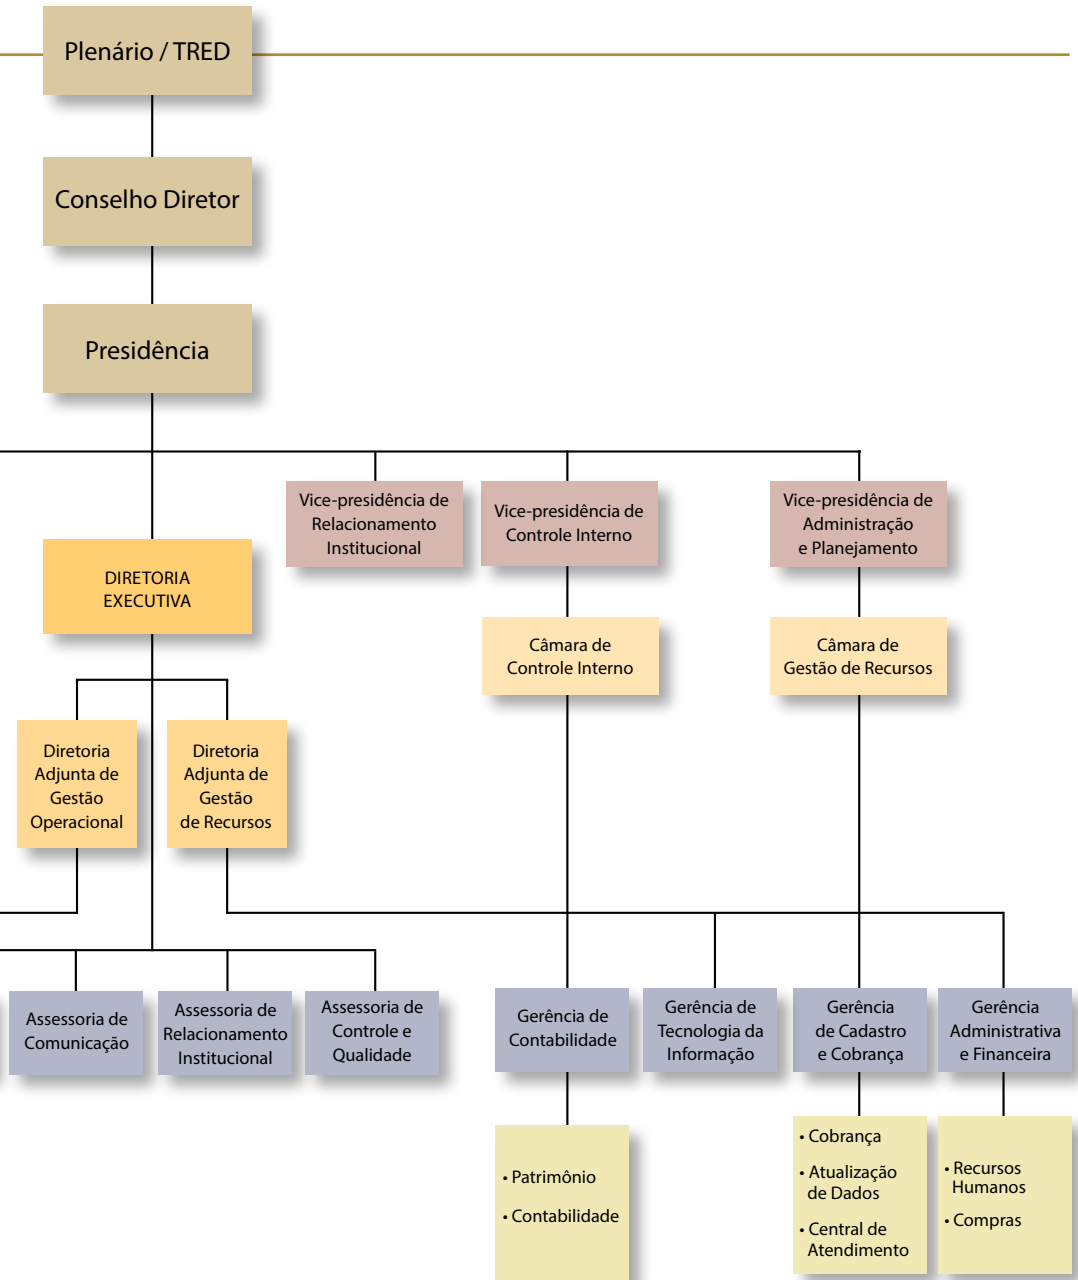 Plenário / TRED
Conselho Diretor
Presidência
Vice-presidência de
Relacionamento
Institucional
Vice-presidência de
Controle Interno
Vice-presidência de
Administração
e Planejamento
DIRETORIA
EXECUTIVA
Câmara de
Controle Interno
Câmara de
Gestão de Recursos
Diretoria
Adjunta de
Gestão
Operacional
Diretoria
Adjunta de
Gestão
de Recursos
Assessoria de
Comunicação
Assessoria de
Relacionamento
Institucional
Assessoria de
Controle e
Qualidade
Gerência de
Contabilidade
Gerência de
Tecnologia da
Informação
Gerência
de Cadastro
e Cobrança
Gerência
Administrativa
e Financeira
• Patrimônio
• Contabilidade
• Cobrança
• Atualização
de Dados
• Central de
Atendimento
• Recursos
Humanos
• Compras